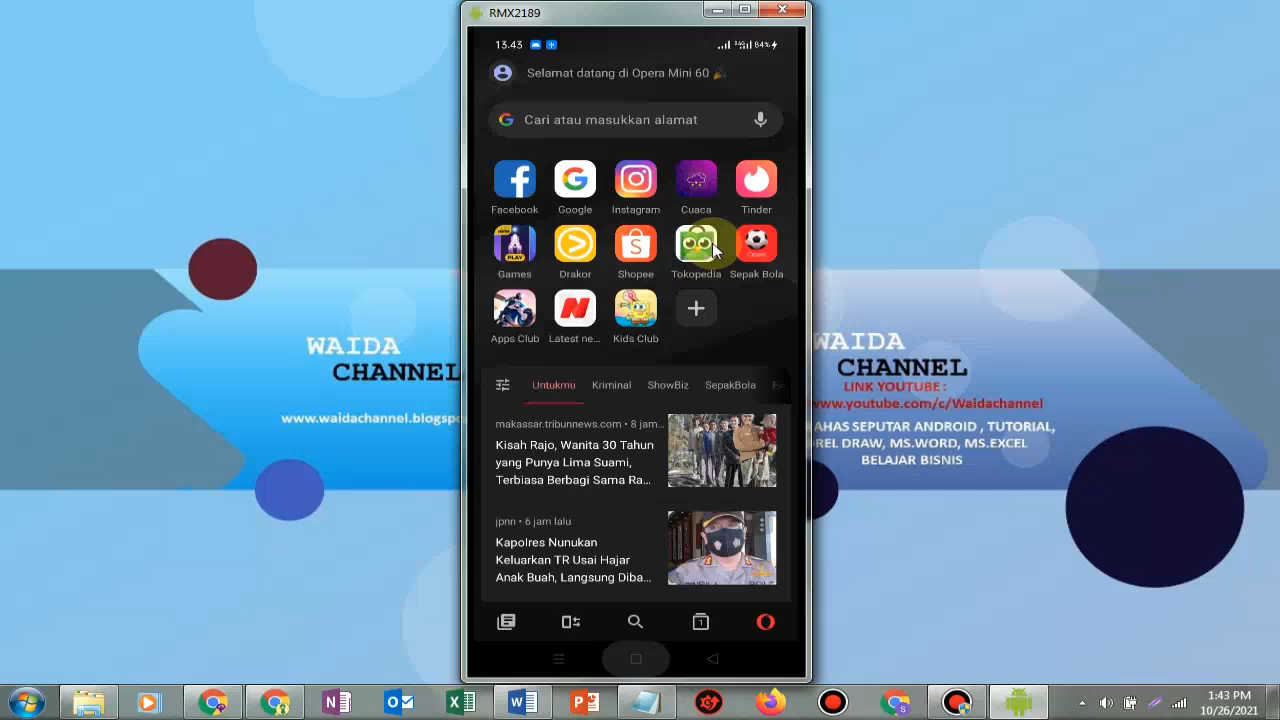 RMX2189
13.43
84%
Selamat datang di Opera Mini 60 🎉
Cari atau masukkan alamat
Facebook
Google
Instagram
Cuaca
Tinder
PLAY
Games
Drakor
Shopee
Tokopedia
Sepak Bola
Apps Club
Latest ne...
Kids Club
Untukmu
Kriminal
ShowBiz
SepakBola
makassar.tribunnews.com • 8 jam...
Kisah Rajo, Wanita 30 Tahun
yang Punya Lima Suami,
Terbiasa Berbagi Sama Ra...
jpnn • 6 jam lalu
Kapolres Nunukan
Keluarkan TR Usai Hajar
Anak Buah, Langsung Diba...
1
WAIDA
CHANNEL
www.waidachannel.blogspo
WAIDA
CHANNEL
LINK YOUTUBE :
www.youtube.com/c/Waidachannel
AHAS SEPUTAR ANDROID , TUTORIAL,
OREL DRAW, MS.WORD, MS.EXCEL
BELAJAR BISNIS
1:43 PM
10/26/2021